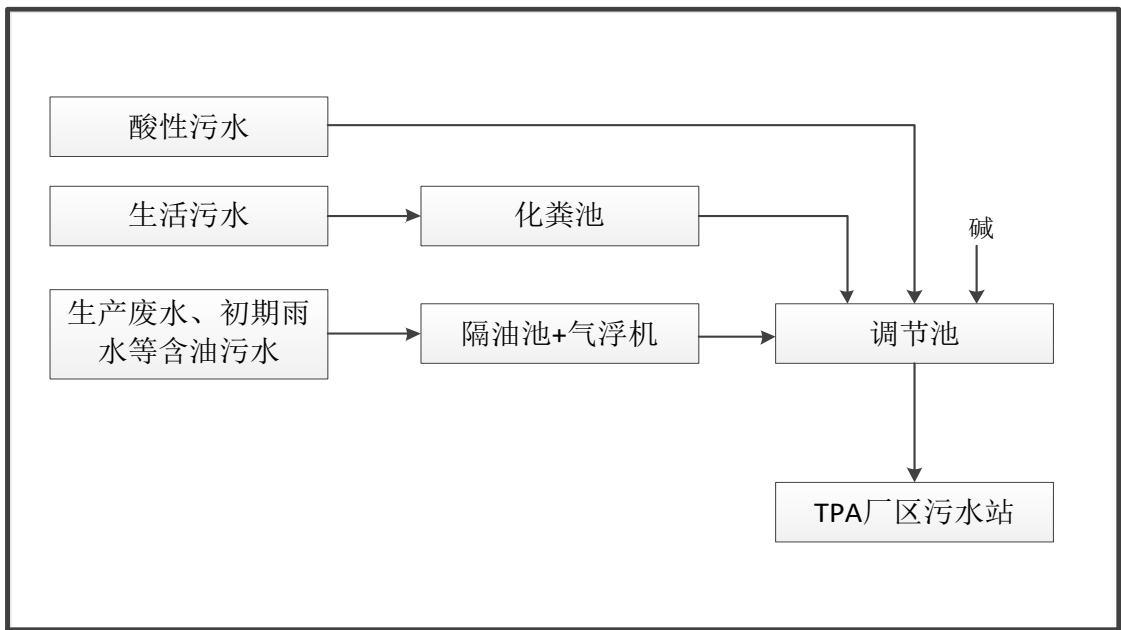 酸性污水
生活污水
化粪池
碱
生产废水、初期雨
水等含油污水
隔油池+气浮机
调节池
TPA厂区污水站